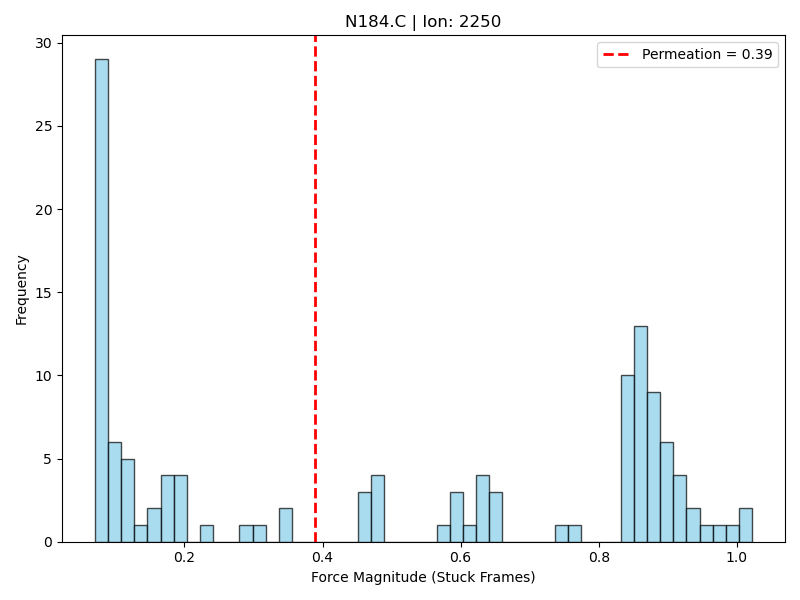 N184.C | Ion: 2250
Permeation = 0.39
Frequency
30
25
20
15
10
5
0
0.2 0.4 0.6 0.8 1.0
Force Magnitude (Stuck Frames)